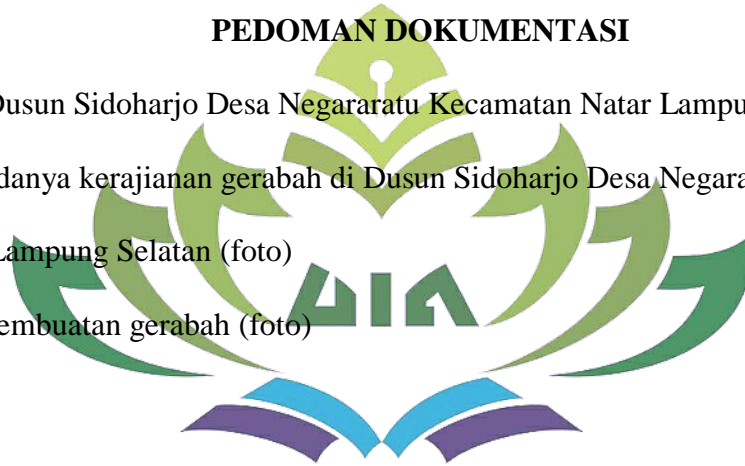 PEDOMAN DOKUMENTASI
Dusun Sidoharjo Desa Negararatu Kecamatan Natar Lampu
danya kerajianan gerabah di Dusun Sidoharjo Desa Negara
Lampung Selatan (foto)
embuatan gerabah (foto)
UIN